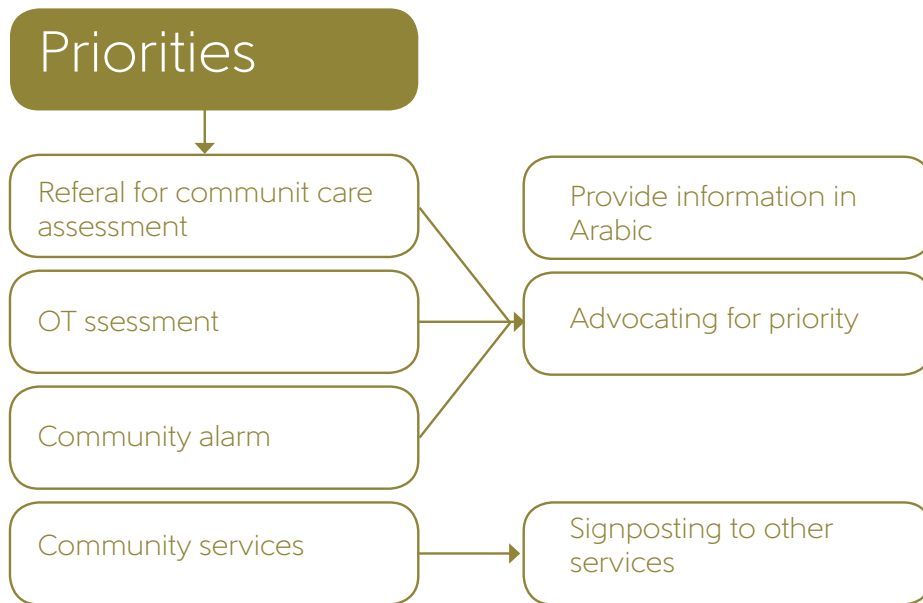 Priorities
Referal for communit care
assessment
OT ssessment
Community alarm
Community services
Provide information in
Arabic
Advocating for priority
Signposting to other
services